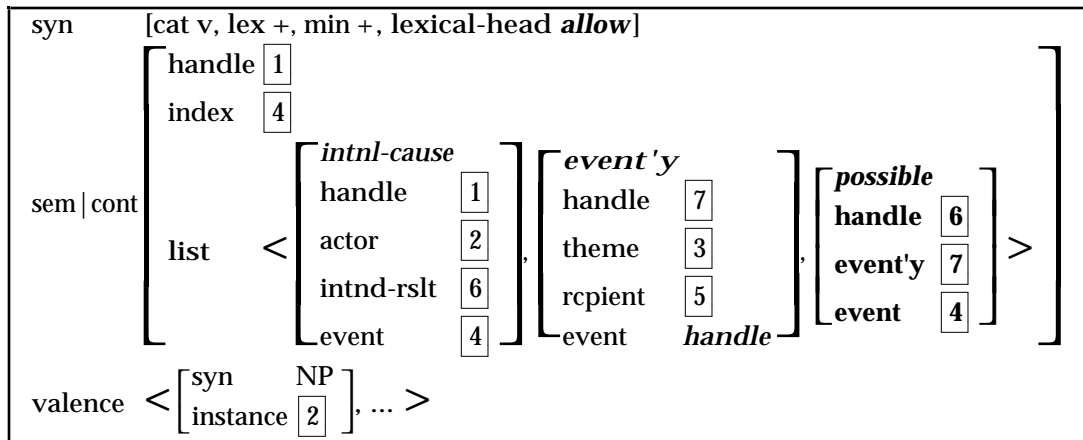 syn [cat v, lex +, min +, lexical-head allow]
handle 1
index 4
sem|cont
list < [intnl-cause
handle 1
actor 2
intnd-rslt 6
event 4] , [event'y
handle 7
theme 3
rcpient 5
event handle] , [possible
handle 6
event'y 7
event 4] >
valence < [syn NP
instance 2] , ... >